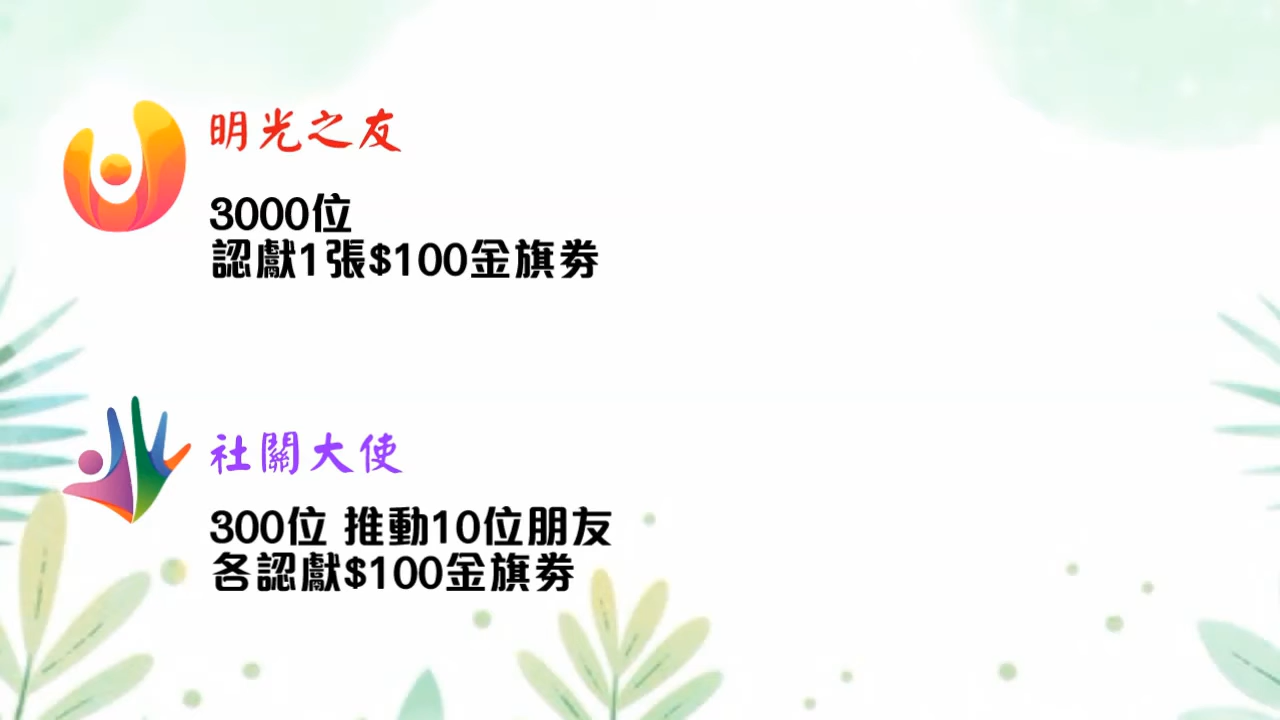 明光之友
3000位
認獻1張$100金旗券
社關大使
300位 推動10位朋友
各認獻$100金旗券